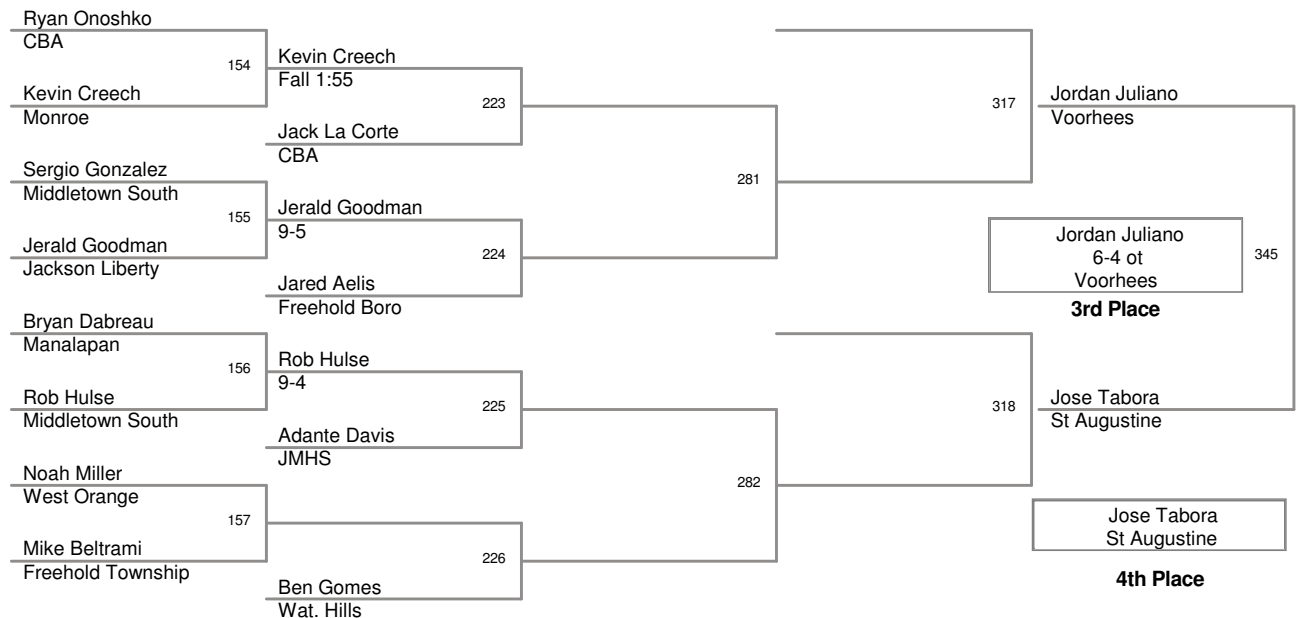 Ryan Onoshko
CBA
154
Kevin Creech
Monroe
Sergio Gonzalez
Middletown South
155
Jerald Goodman
Jackson Liberty
Bryan Dabreau
Manalapan
156
Rob Hulse
Middletown South
Noah Miller
West Orange
157
Mike Beltrami
Freehold Township
Kevin Creech
Fall 1:55
223
Jack La Corte
CBA
Jerald Goodman
9-5
224
Jared Aelis
Freehold Boro
Rob Hulse
9-4
225
Adante Davis
JMHS
226
Ben Gomes
Wat. Hills
281
282
317
318
Jordan Juliano
Voorhees
Jordan Juliano
6-4 ot
Voorhees
345
3rd Place
Jose Tabora
St Augustine
Jose Tabora
St Augustine
4th Place